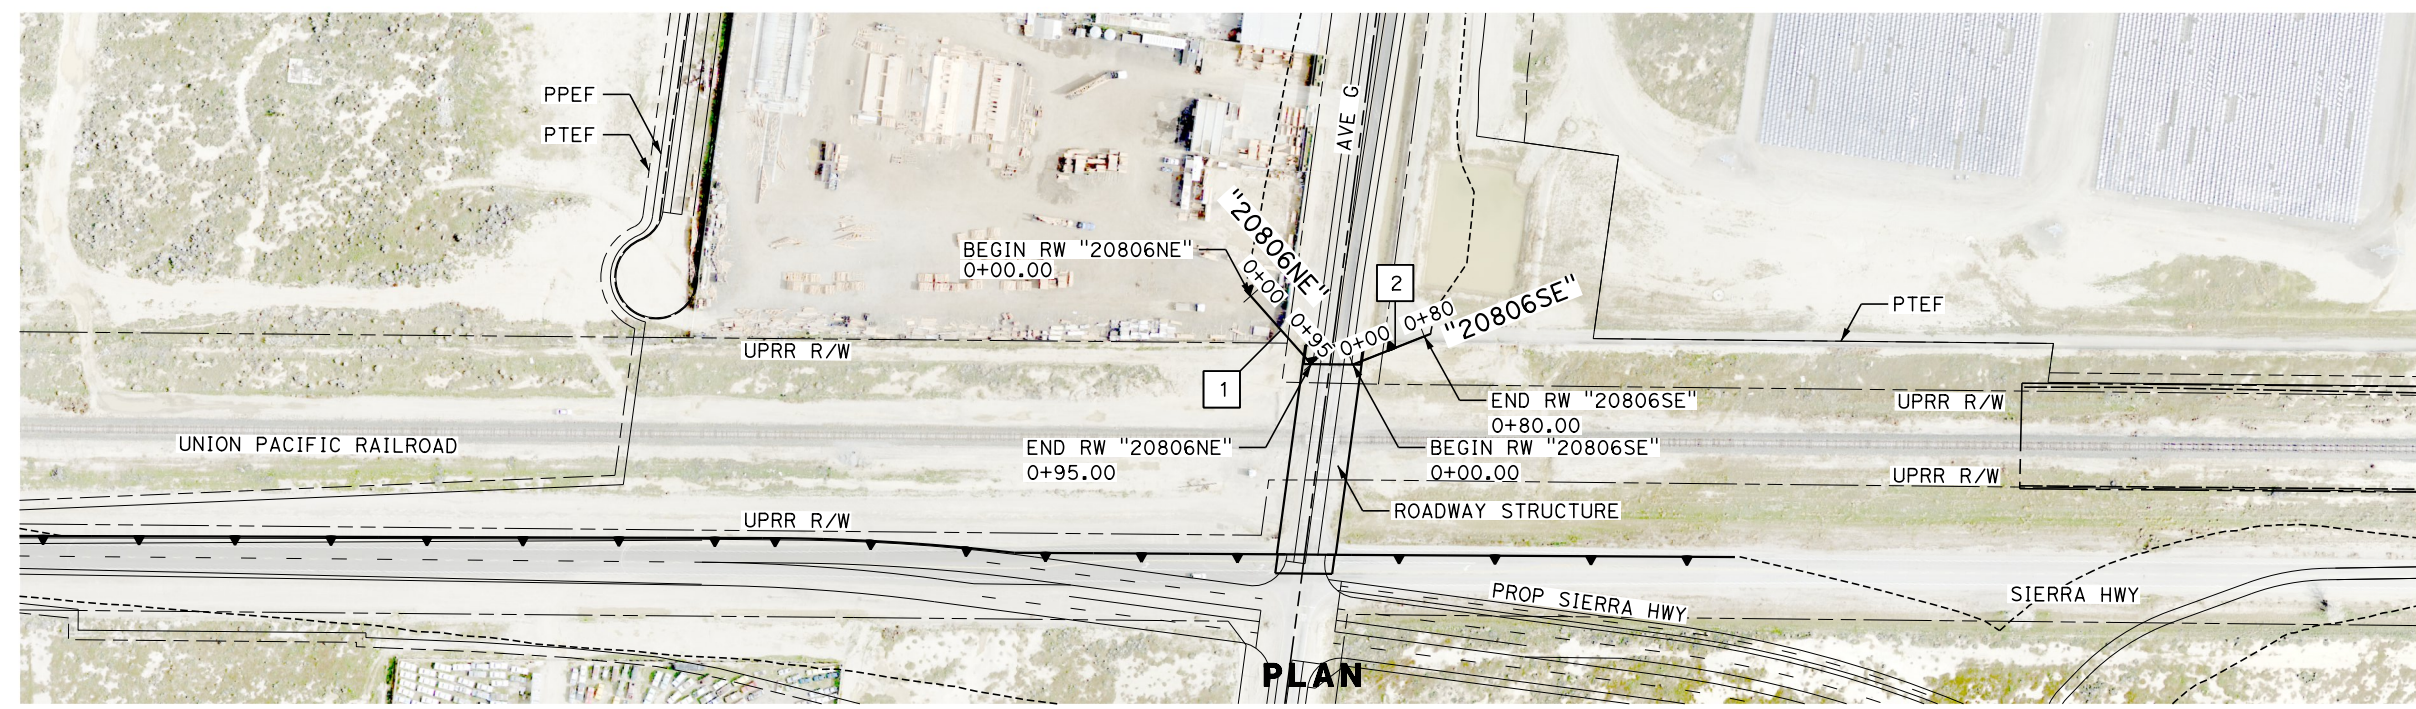 PPEF
PTEF
AVE G
"20806NE"
BEGIN RW "20806NE"
0+00.00
0+00
0+95
2
0+00
0+80
"20806SE"
PTEF
UPRR R/W
1
END RW "20806SE"
0+80.00
UPRR R/W
UNION PACIFIC RAILROAD
END RW "20806NE"
0+95.00
BEGIN RW "20806SE"
0+00.00
UPRR R/W
UPRR R/W
ROADWAY STRUCTURE
PROP SIERRA HWY
SIERRA HWY
PLAN